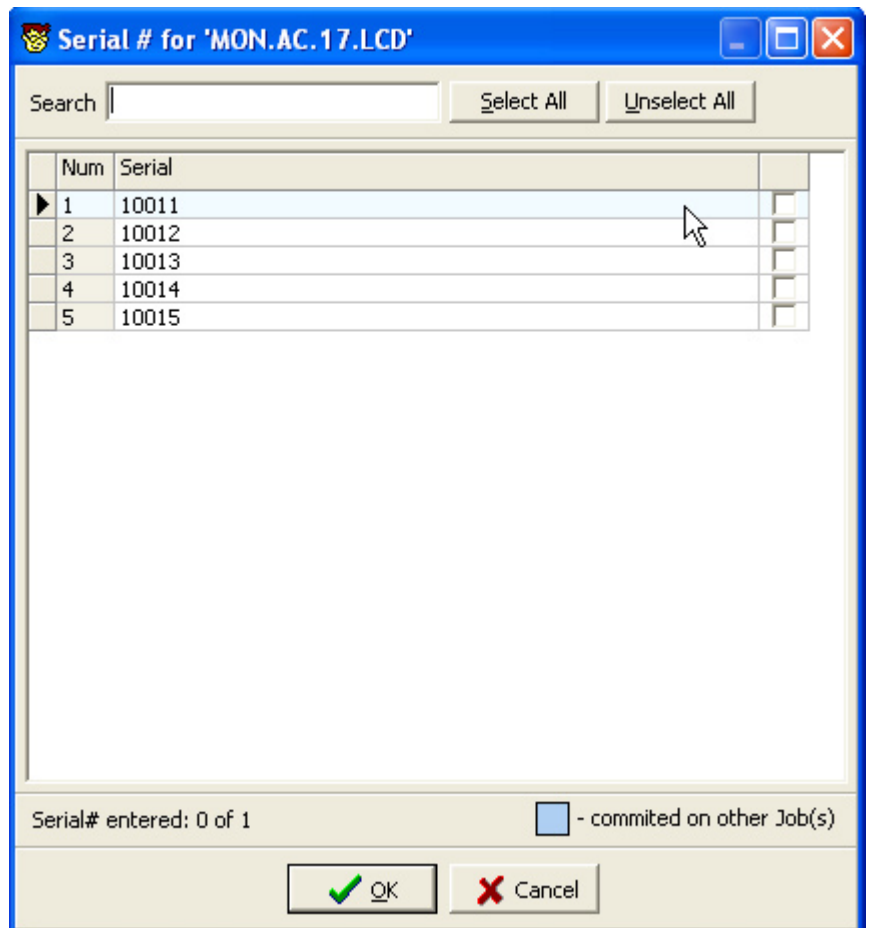 Serial # for 'MON.AC.17.LCD'
Search Select All Unselect All
Num Serial
1 10011
2 10012
3 10013
4 10014
5 10015
Serial# entered: 0 of 1 - commited on other Job(s)
OK Cancel